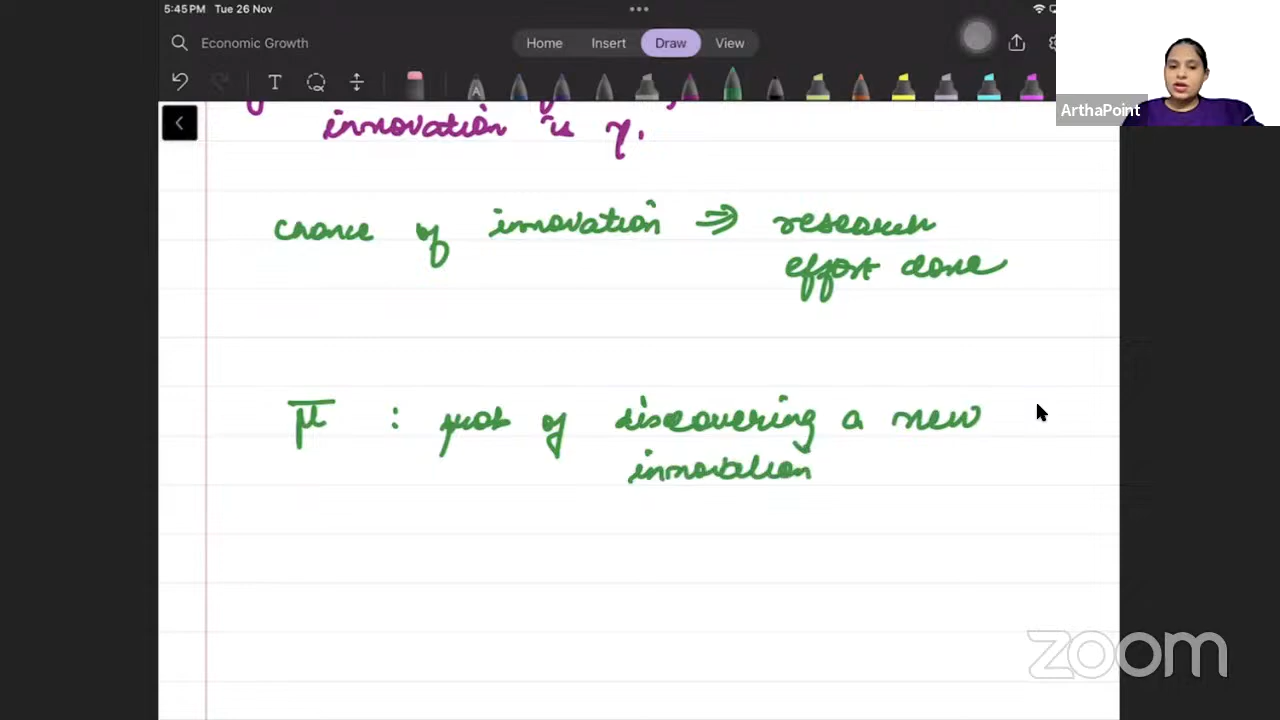 5:45 PM Tue 26 Nov
Economic Growth
Home Insert Draw View
ArthaPoint
innovation is γ.
chance of innovation ⇒ research
effort done
μ̅ : prob of discovering a new
innovation
zoom